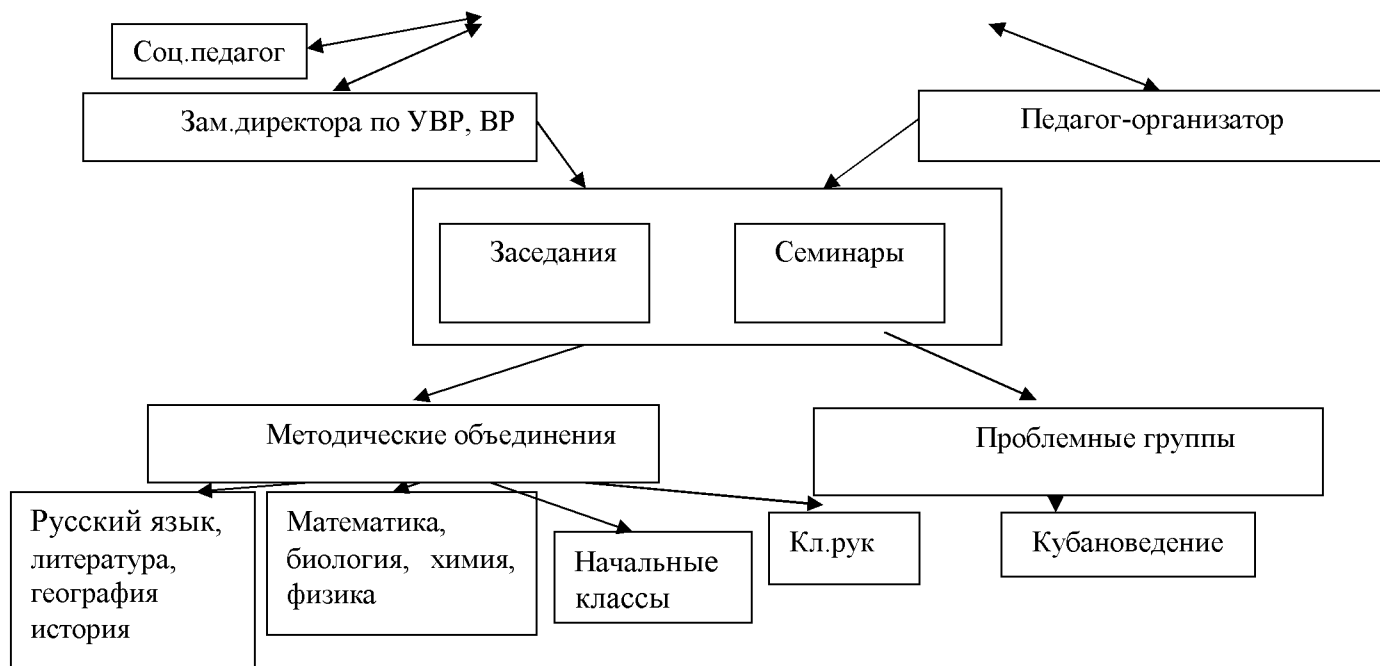 Соц.педагог
Зам.директора по УВР, ВР
Педагог-организатор
Заседания
Семинары
Методические объединения
Проблемные группы
Русский язык,
литература,
география
история
Математика,
биология, химия,
физика
Начальные
классы
Кл.рук
Кубановедение